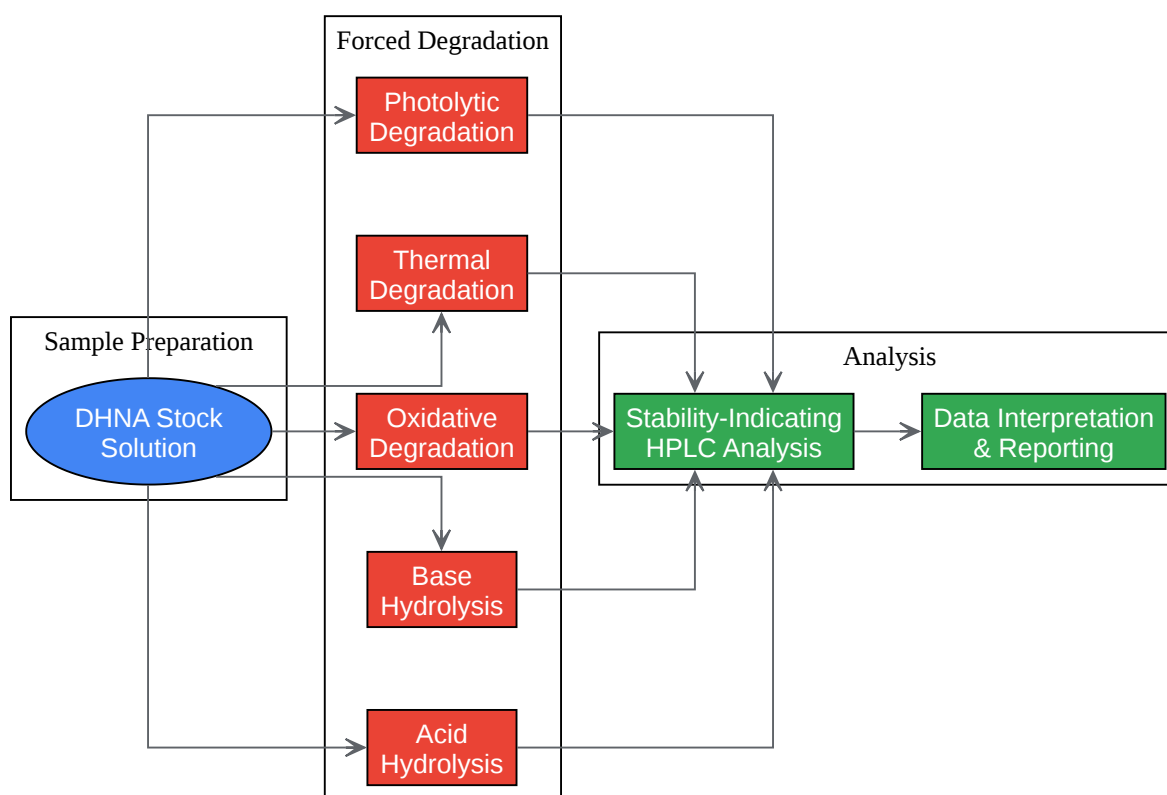 Forced Degradation
Photolytic
Degradation
Thermal
Degradation
Sample Preparation
DHNA Stock
Solution
Oxidative
Degradation
Base
Hydrolysis
Acid
Hydrolysis
Analysis
Stability-Indicating
HPLC Analysis
Data Interpretation
& Reporting